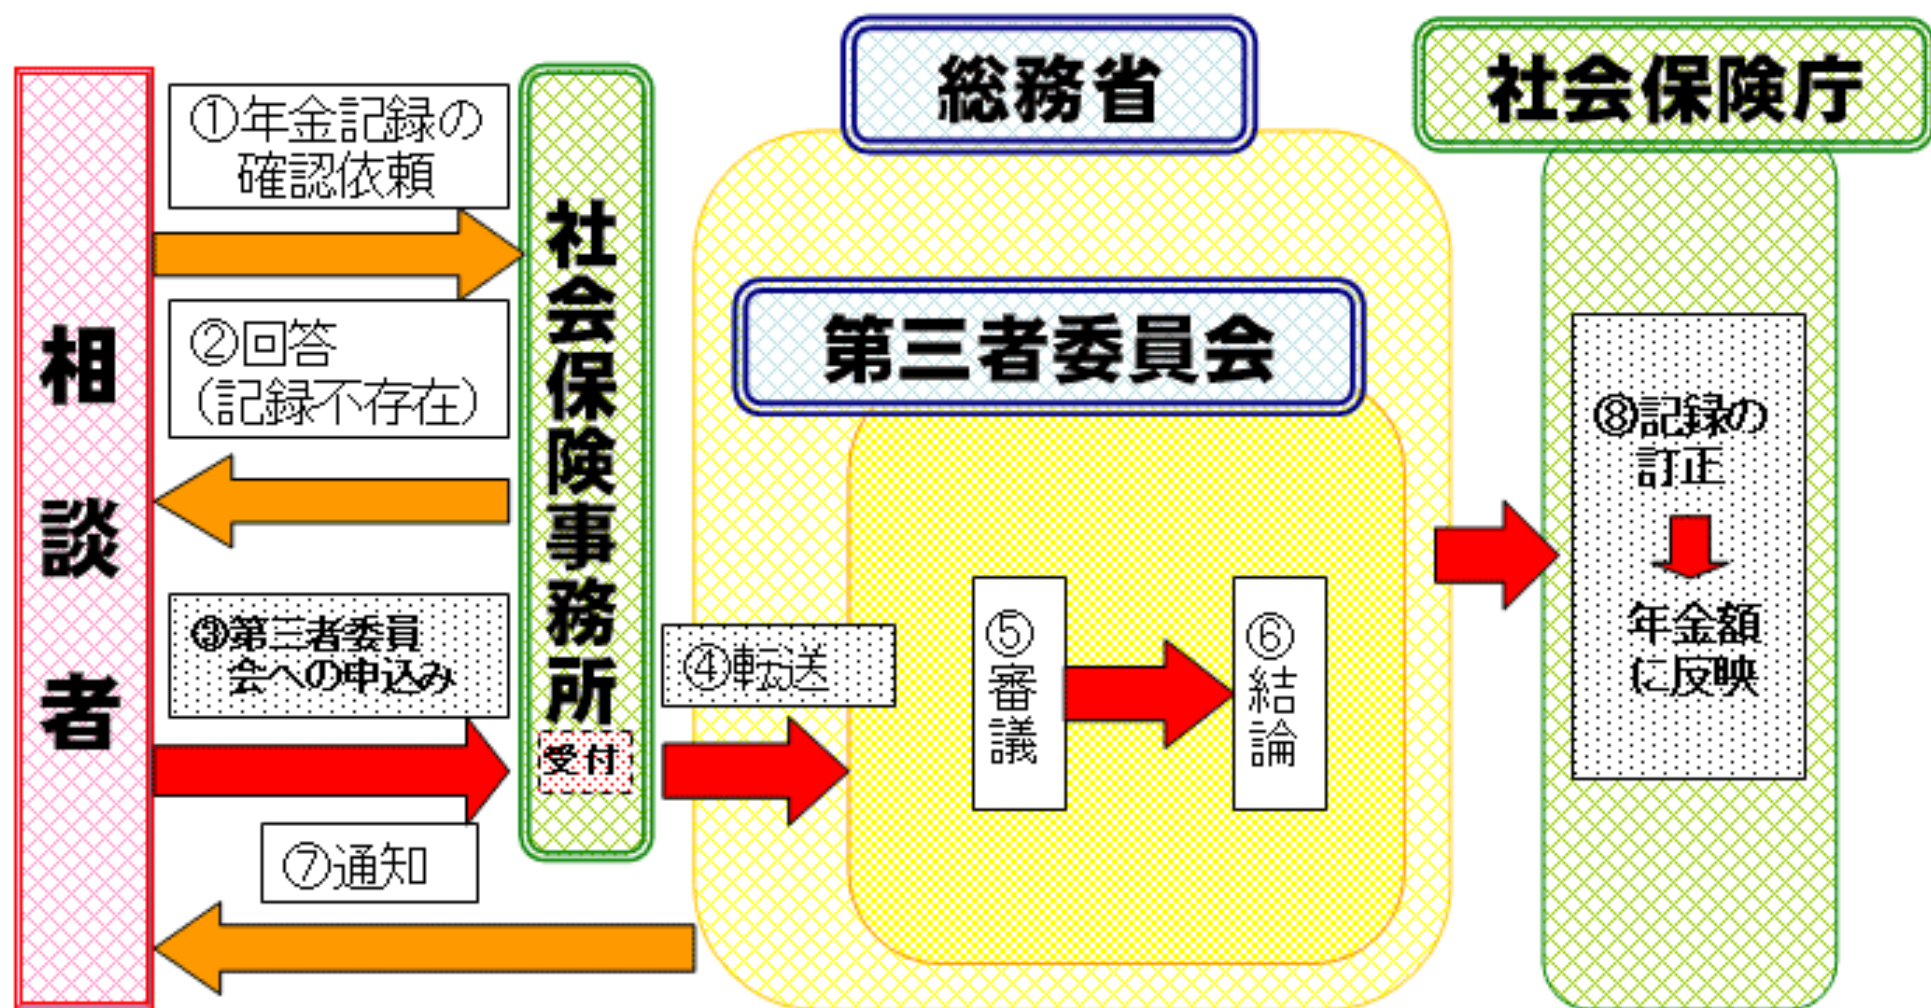 相談者
①年金記録の
確認依頼
②回答
(記録不存在)
③第三者委員
会への申込み
⑦通知
社会保険事務所
受付
④転送
総務省
第三者委員会
⑤審議
⑥結論
社会保険庁
⑧記録の
訂正
年金額
に反映